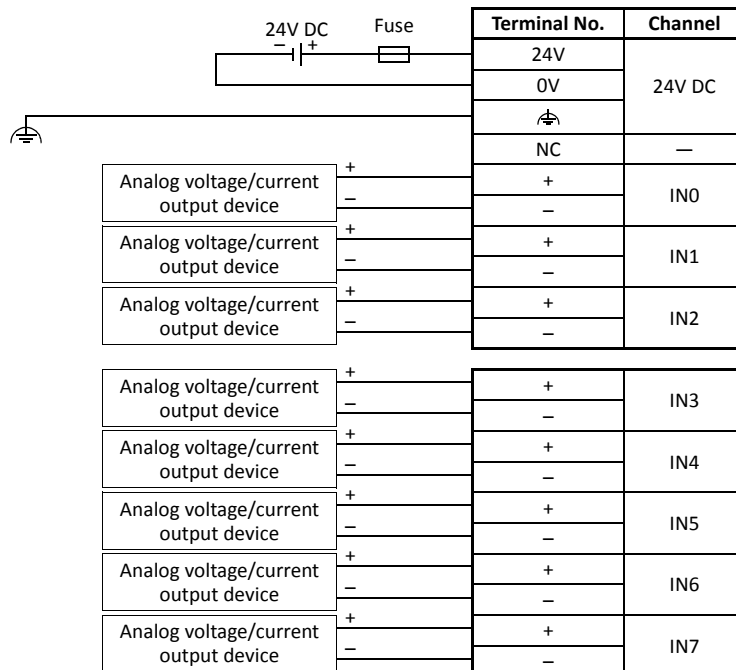 24V DC Fuse Terminal No. Channel
– + 24V
0V 24V DC
NC —
Analog voltage/current + +
output device – – IN0
Analog voltage/current + +
output device – – IN1
Analog voltage/current + +
output device – – IN2
Analog voltage/current + +
output device – – IN3
Analog voltage/current + +
output device – – IN4
Analog voltage/current + +
output device – – IN5
Analog voltage/current + +
output device – – IN6
Analog voltage/current + +
output device – – IN7